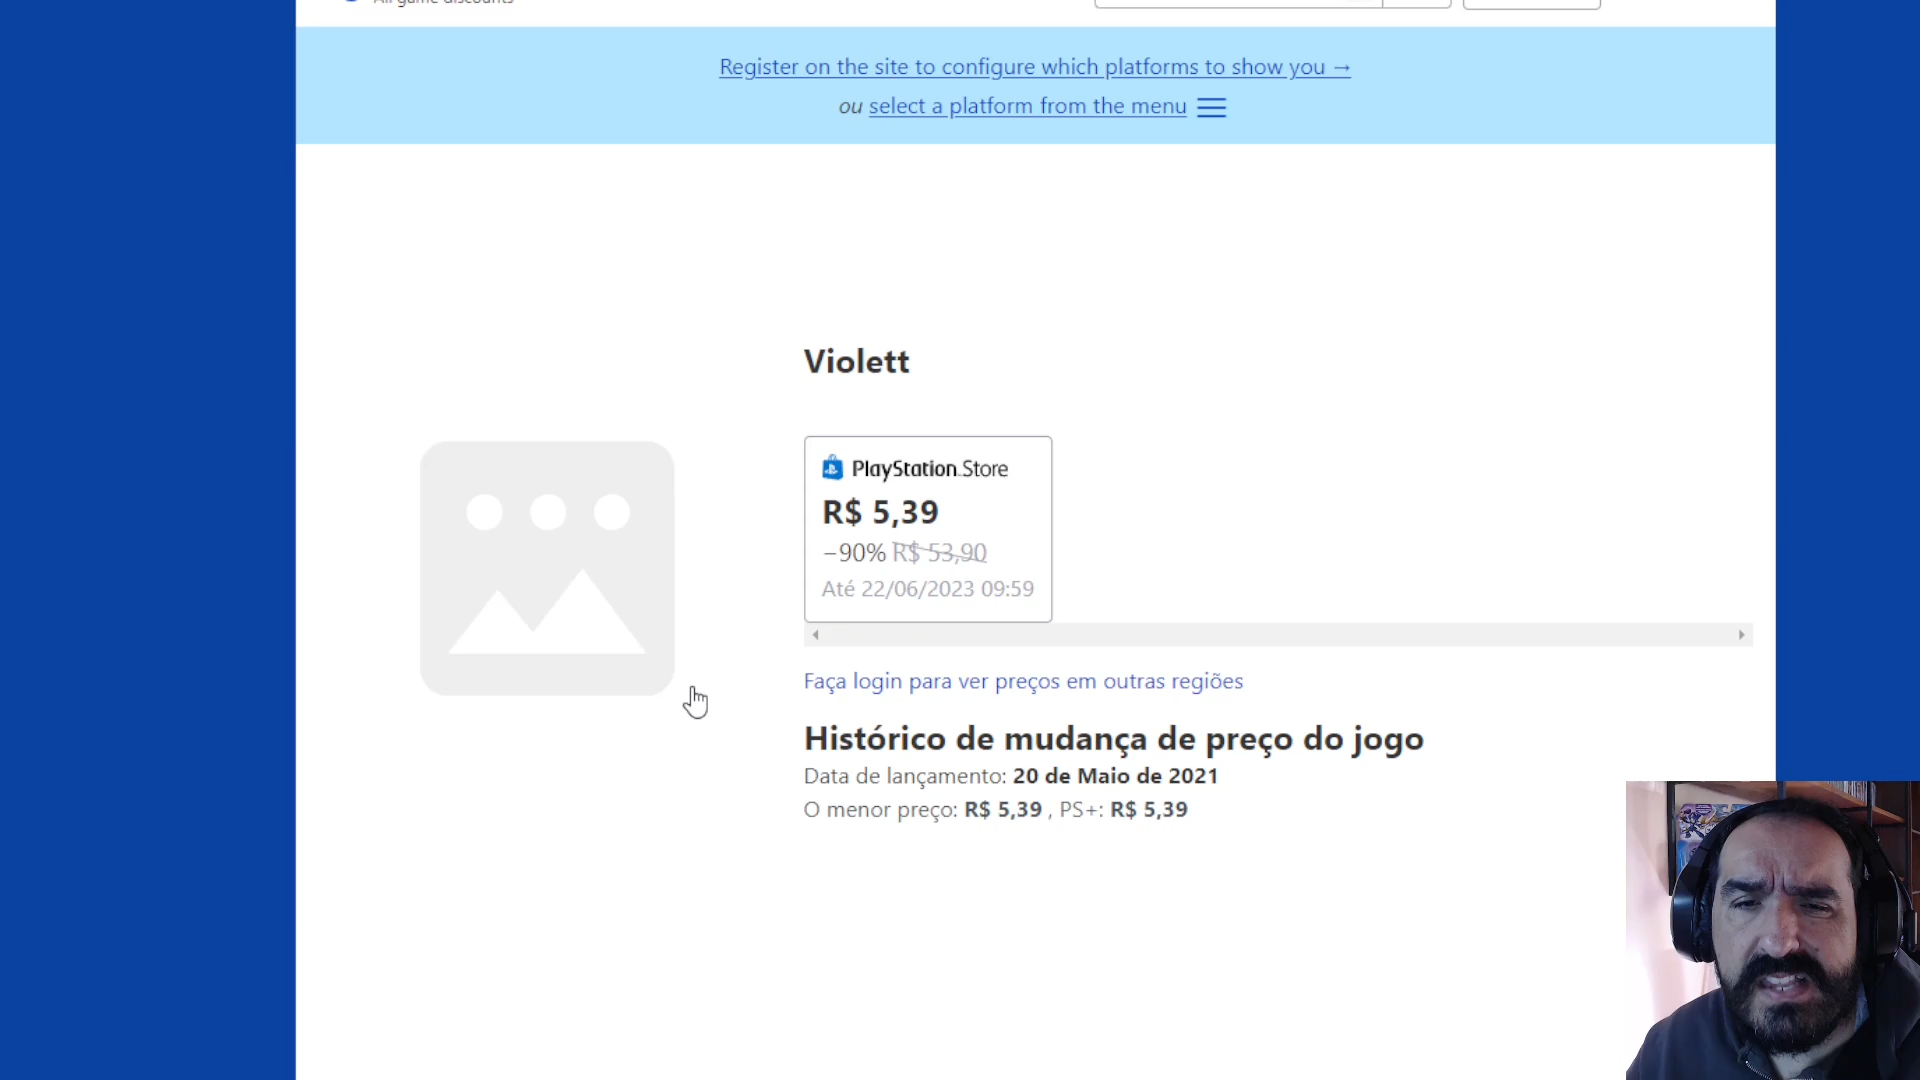 All game discounts
Register on the site to configure which platforms to show you →
ou select a platform from the menu
Violett
PlayStation Store
R$ 5,39
−90% R$ 53,90
Até 22/06/2023 09:59
Faça login para ver preços em outras regiões
Histórico de mudança de preço do jogo
Data de lançamento: 20 de Maio de 2021
O menor preço: R$ 5,39 , PS+: R$ 5,39